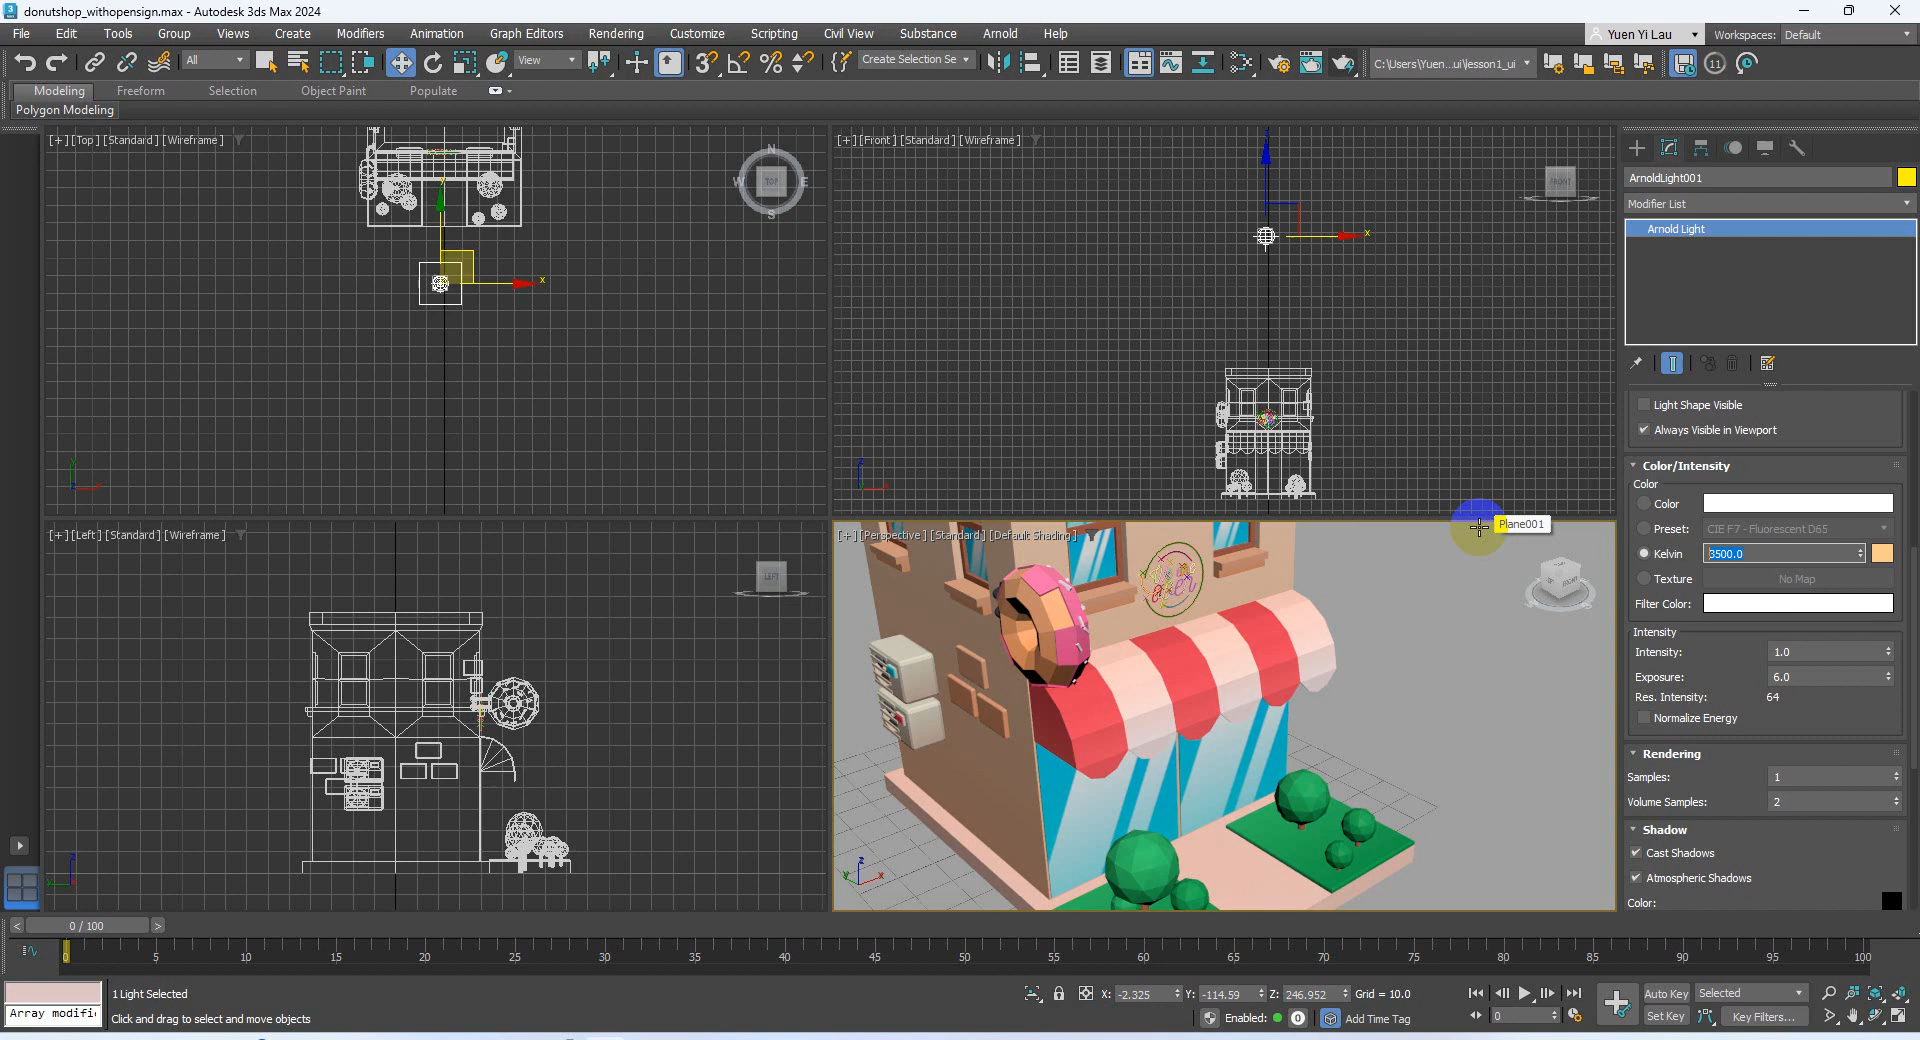 donutshop_withopensign.max - Autodesk 3ds Max 2024
File Edit Tools Group Views Create Modifiers Animation Graph Editors Rendering Customize Scripting Civil View Substance Arnold Help
Yuen Yi Lau Workspaces: Default
All View Create Selection Se C:\Users\Yuen...ui\lesson1_ui 11
Modeling Freeform Selection Object Paint Populate
Polygon Modeling
[+] [Top] [Standard] [Wireframe]
N
W TOP E
S
y
x
[+] [Front] [Standard] [Wireframe]
FRONT
x
[+] [Left] [Standard] [Wireframe]
LEFT
[+] [Perspective] [Standard] [Default Shading]
Plane001
FRONT
ArnoldLight001
Modifier List
Arnold Light
Light Shape Visible
Always Visible in Viewport
Color/Intensity
Color
Color
Preset: CIE F7 - Fluorescent D65
Kelvin 3500.0
Texture No Map
Filter Color:
Intensity
Intensity: 1.0
Exposure: 6.0
Res. Intensity: 64
Normalize Energy
Rendering
Samples: 1
Volume Samples: 2
Shadow
Cast Shadows
Atmospheric Shadows
Color:
< 0 / 100 >
0 5 10 15 20 25 30 35 40 45 50 55 60 65 70 75 80 85 90 95 100
1 Light Selected
X: -2.325 Y: -114.59 Z: 246.952 Grid = 10.0
Auto Key Selected
Array modifi
Click and drag to select and move objects
Enabled: 0 Add Time Tag
0 Set Key Key Filters...